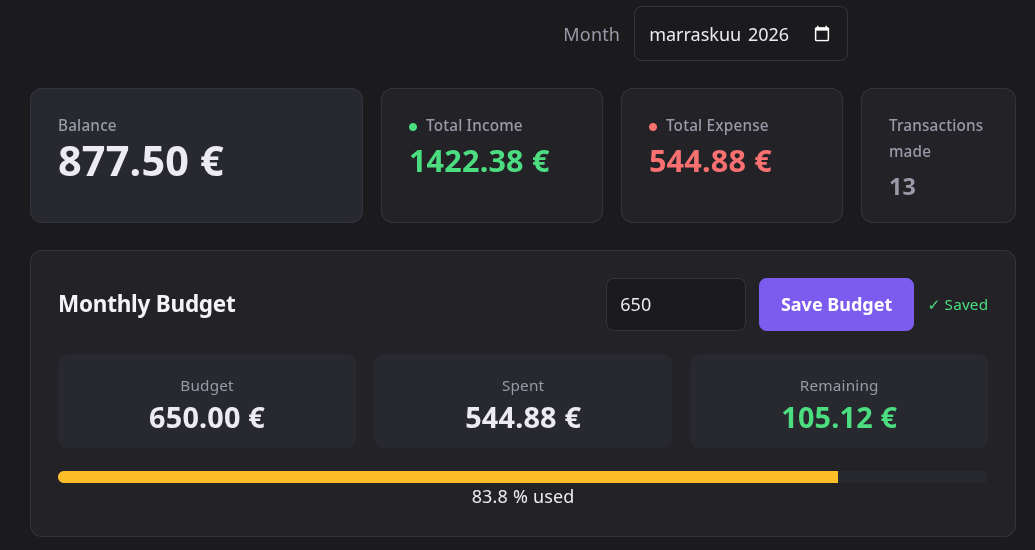 Month marraskuu 2026
Balance
877.50 €
Total Income
1422.38 €
Total Expense
544.88 €
Transactions
made
13
Monthly Budget
650
Save Budget
✓ Saved
Budget
650.00 €
Spent
544.88 €
Remaining
105.12 €
83.8 % used